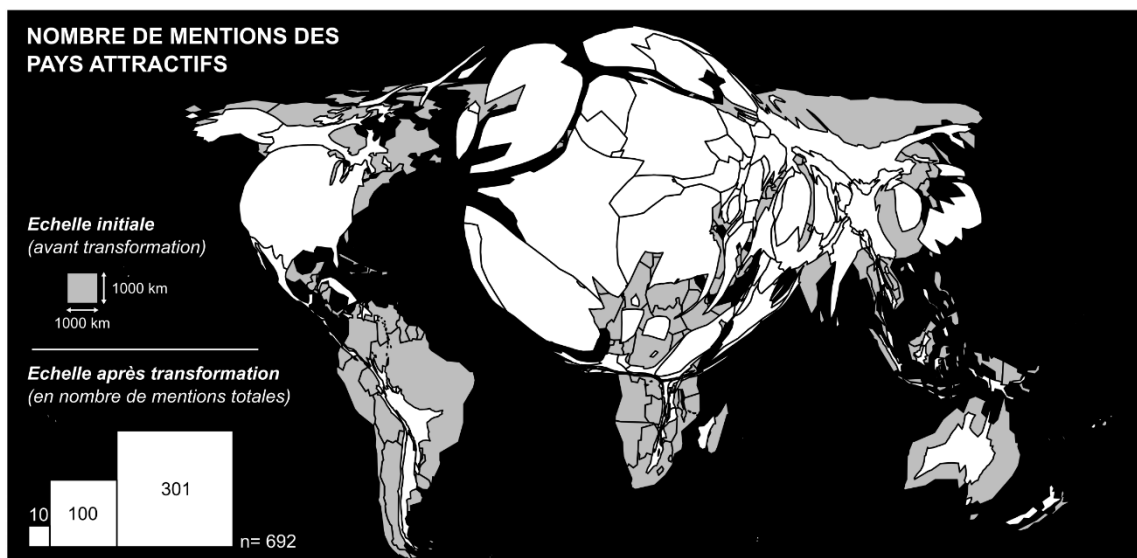 NOMBRE DE MENTIONS DES
PAYS ATTRACTIFS
Echelle initiale
(avant transformation)
1000 km
1000 km
Echelle après transformation
(en nombre de mentions totales)
10
100
301
n= 692